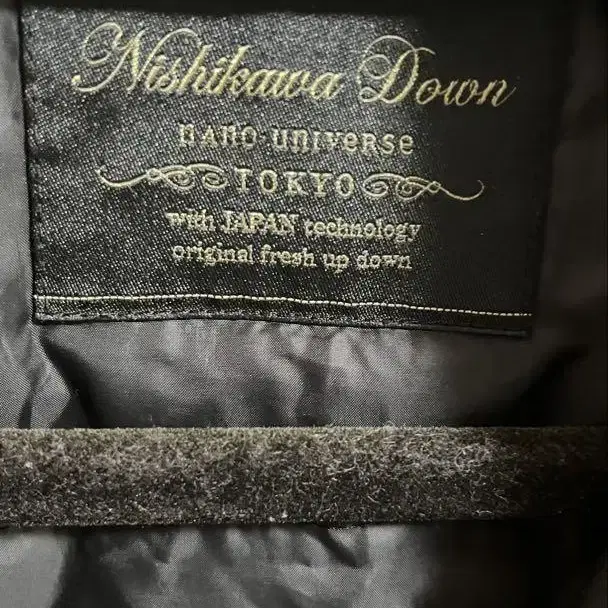 Nishikawa Down
nano·universe
TOKYO
with JAPAN technology
original fresh up down